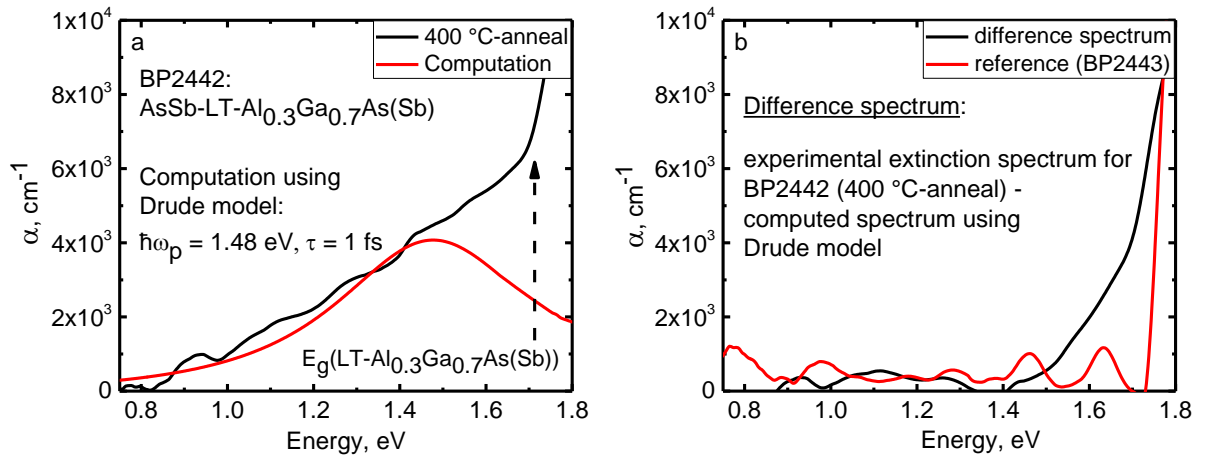 a
400 °C-anneal
Computation
BP2442:
AsSb-LT-Al0.3Ga0.7As(Sb)
Computation using
Drude model:
ħωp = 1.48 eV, τ = 1 fs
Eg(LT-Al0.3Ga0.7As(Sb))
1x10^4
8x10^3
6x10^3
4x10^3
2x10^3
0
α, cm^-1
0.8 1.0 1.2 1.4 1.6 1.8
Energy, eV
b
difference spectrum
reference (BP2443)
Difference spectrum:
experimental extinction spectrum for
BP2442 (400 °C-anneal) -
computed spectrum using
Drude model
1x10^4
8x10^3
6x10^3
4x10^3
2x10^3
0
α, cm^-1
0.8 1.0 1.2 1.4 1.6 1.8
Energy, eV